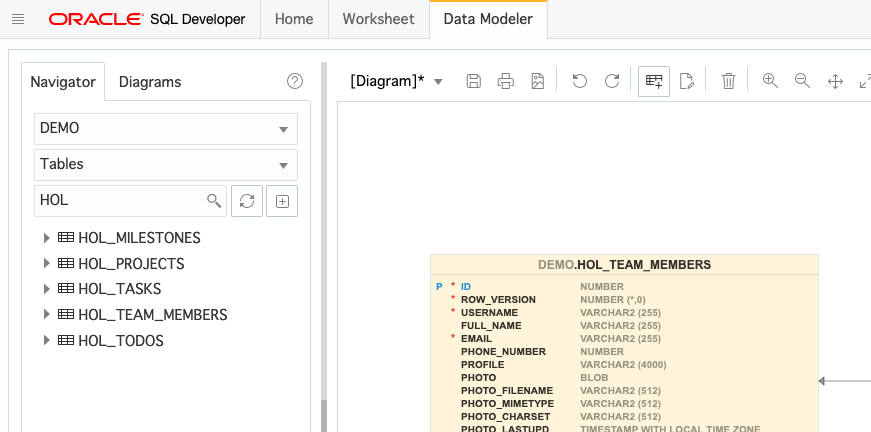 ORACLE SQL Developer Home Worksheet Data Modeler
Navigator Diagrams ?
DEMO
Tables
HOL
HOL_MILESTONES
HOL_PROJECTS
HOL_TASKS
HOL_TEAM_MEMBERS
HOL_TODOS
[Diagram]*
DEMO.HOL_TEAM_MEMBERS
P * ID NUMBER
* ROW_VERSION NUMBER (*,0)
* USERNAME VARCHAR2 (255)
FULL_NAME VARCHAR2 (255)
* EMAIL VARCHAR2 (255)
PHONE_NUMBER NUMBER
PROFILE VARCHAR2 (4000)
PHOTO BLOB
PHOTO_FILENAME VARCHAR2 (512)
PHOTO_MIMETYPE VARCHAR2 (512)
PHOTO_CHARSET VARCHAR2 (512)
PHOTO_LASTUPD TIMESTAMP WITH LOCAL TIME ZONE